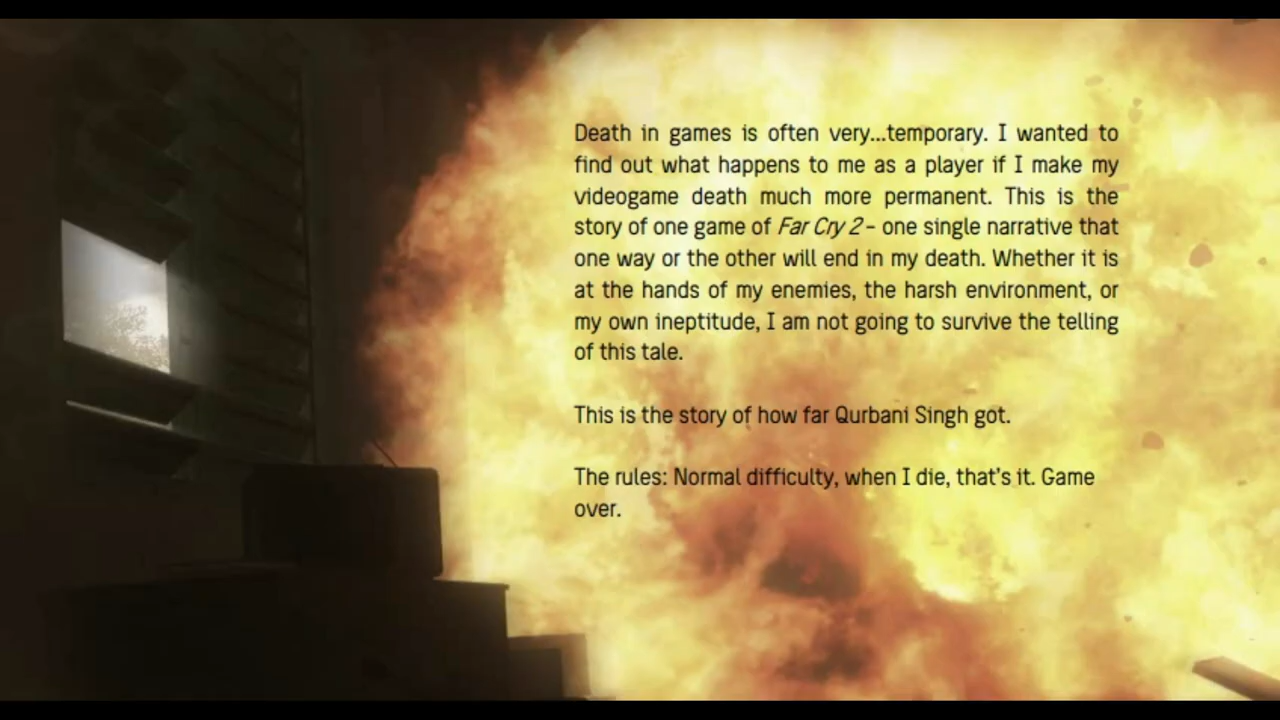 Death in games is often very...temporary. I wanted to
find out what happens to me as a player if I make my
videogame death much more permanent. This is the
story of one game of Far Cry 2 – one single narrative that
one way or the other will end in my death. Whether it is
at the hands of my enemies, the harsh environment, or
my own ineptitude, I am not going to survive the telling
of this tale.
This is the story of how far Qurbani Singh got.
The rules: Normal difficulty, when I die, that's it. Game
over.